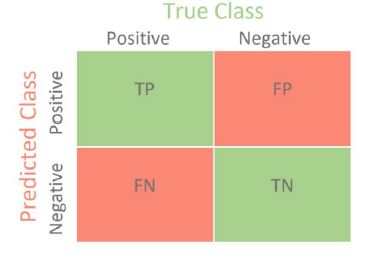 True Class
Positive Negative
Predicted Class
Positive
TP FP
Negative
FN TN